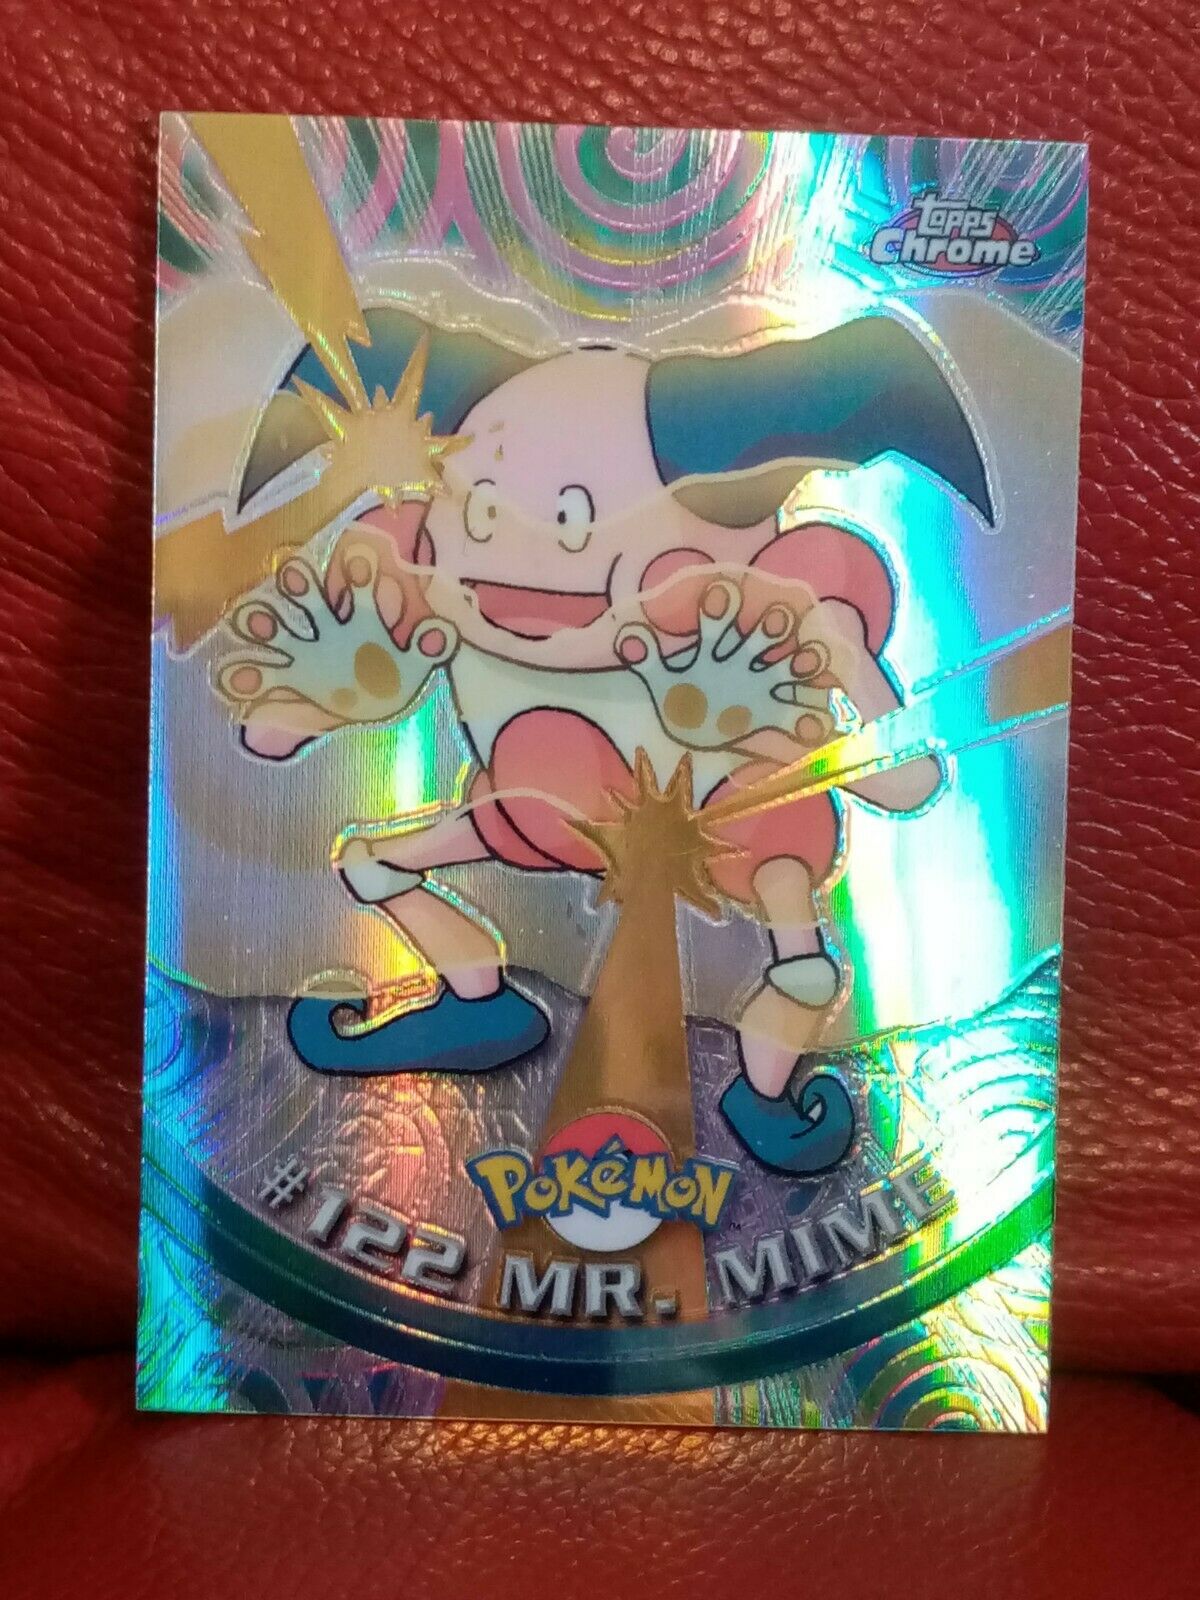 Topps
Chrome
POKéMON
#122 MR. MIME